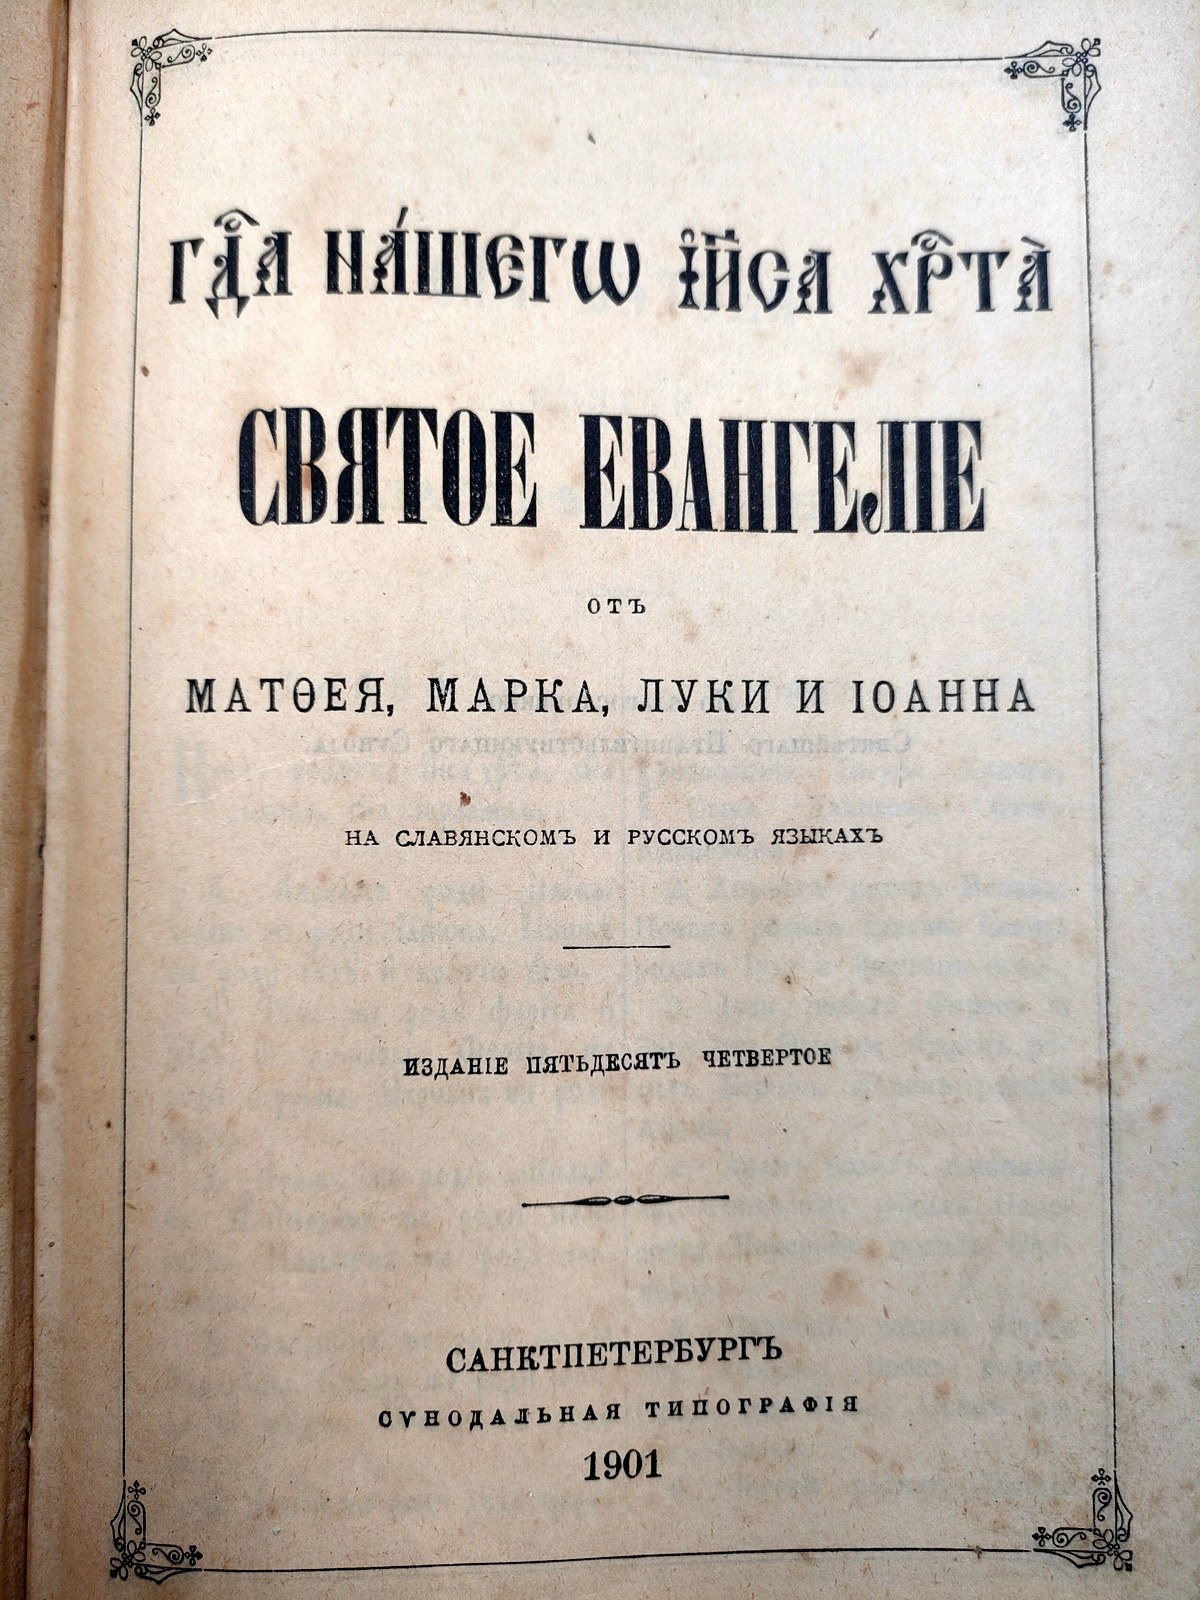 Гдⷭ҇а на́шегѡ І҆и҃са Хрⷭ҇та̀
СВЯТОЕ ЕВАНГЕЛІЕ
отъ
МАТѲЕЯ, МАРКА, ЛУКИ И ІОАННА
НА СЛАВЯНСКОМЪ И РУССКОМЪ ЯЗЫКАХЪ
ИЗДАНІЕ ПЯТЬДЕСЯТЪ ЧЕТВЕРТОЕ
САНКТПЕТЕРБУРГЪ
СѴНОДАЛЬНАЯ ТИПОГРАФІЯ
1901